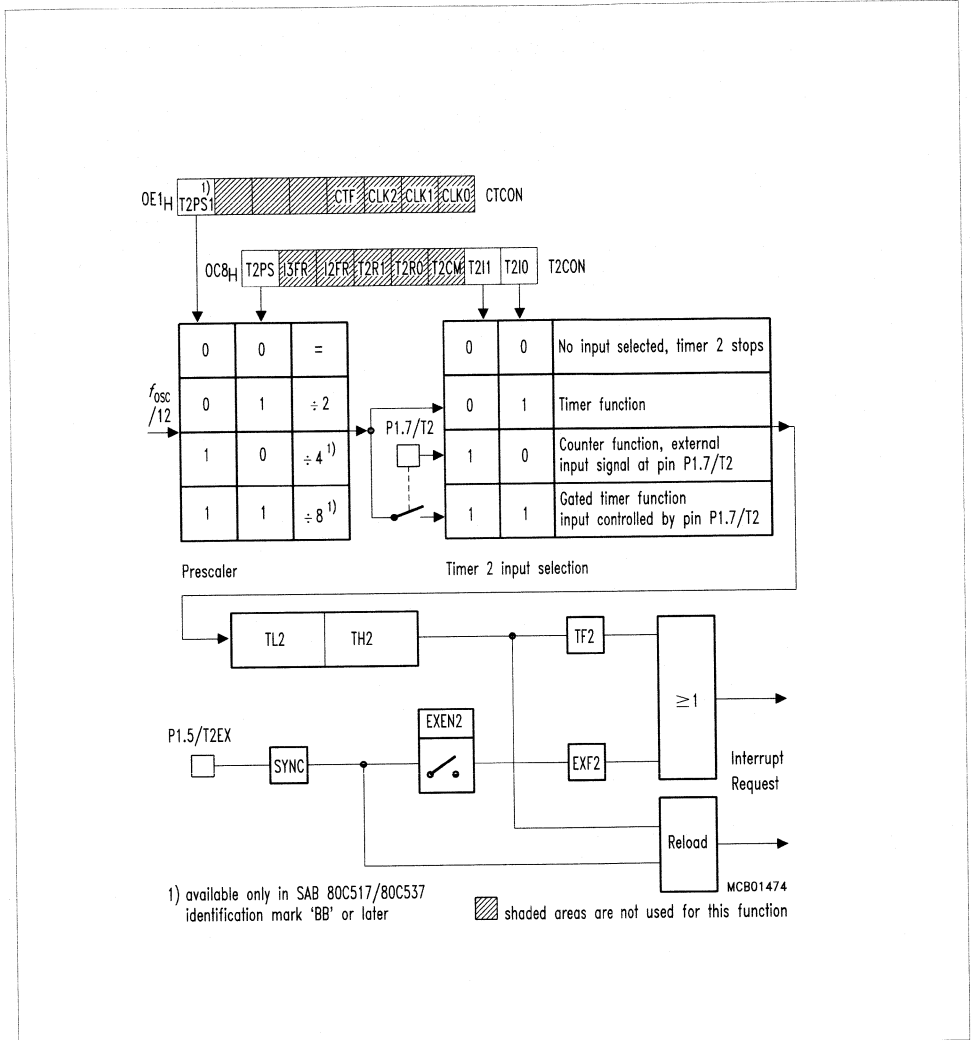 0E1H T2PS1 1) CTF CLK2 CLK1 CLK0 CTCON
0C8H T2PS I3FR I2FR T2R1 T2R0 T2CM T2I1 T2I0 T2CON
0 0 =
0 1 ÷2
1 0 ÷4 1)
1 1 ÷8 1)
fOSC
/12
P1.7/T2
0 0 No input selected, timer 2 stops
0 1 Timer function
1 0 Counter function, external
input signal at pin P1.7/T2
1 1 Gated timer function
input controlled by pin P1.7/T2
Prescaler
Timer 2 input selection
TL2 TH2
TF2
≥1
EXEN2
P1.5/T2EX
SYNC
EXF2
Interrupt
Request
Reload
MCB01474
1) available only in SAB 80C517/80C537
identification mark 'BB' or later
shaded areas are not used for this function